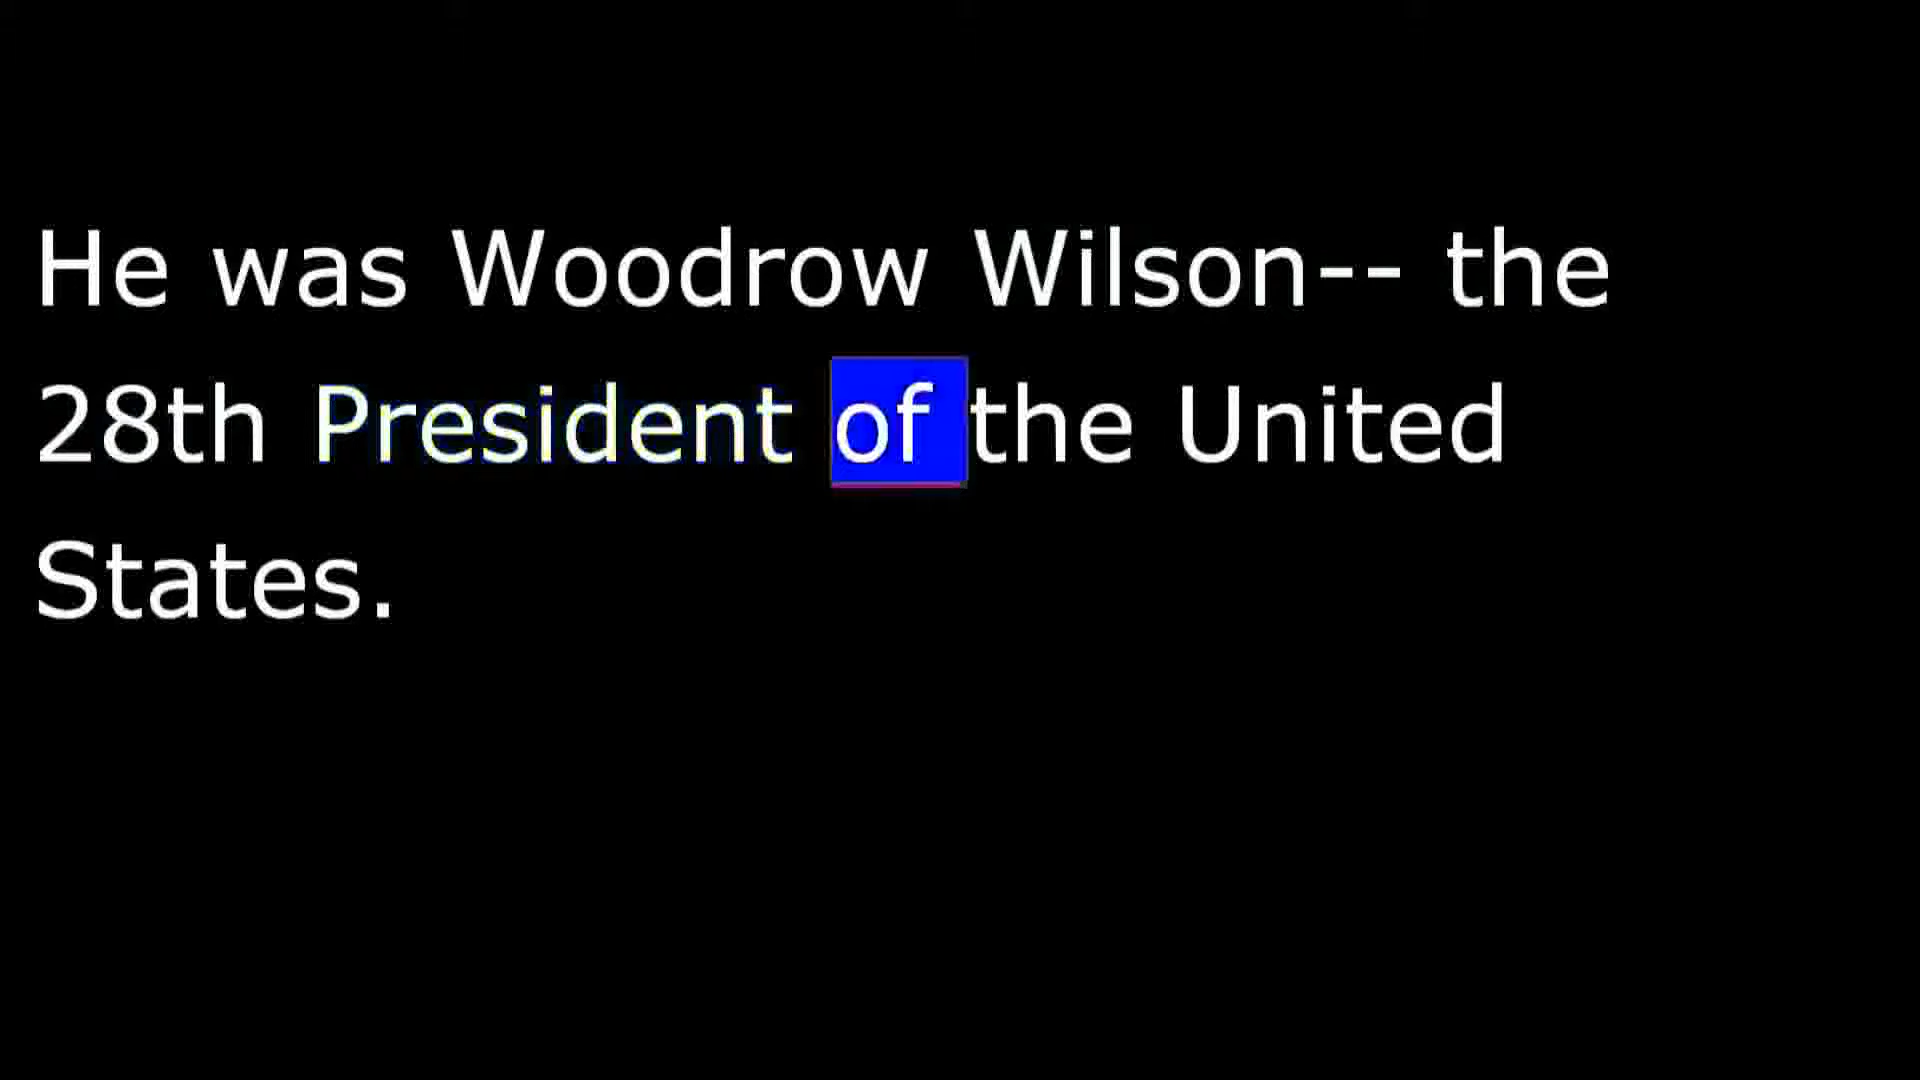 He was Woodrow Wilson-- the
28th President of the United
States.